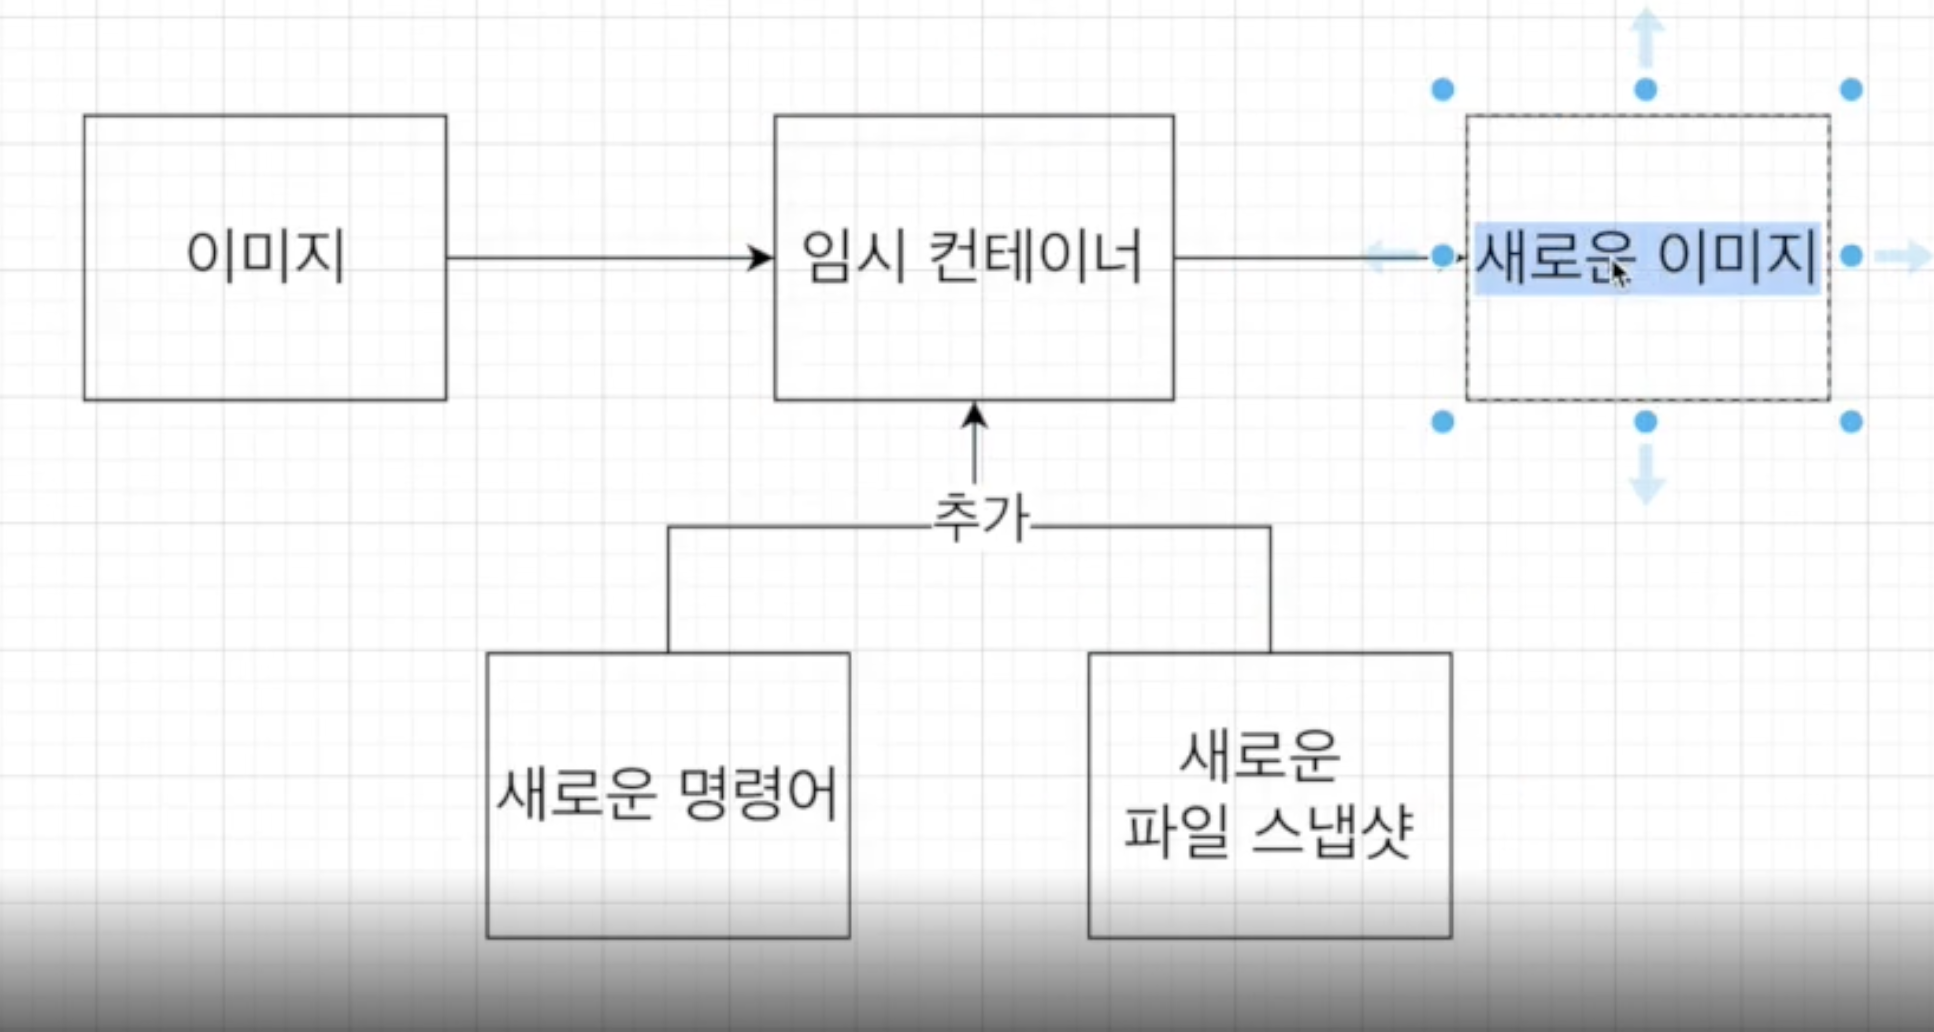 이미지
임시 컨테이너
새로운 이미지
추가
새로운 명령어
새로운
파일 스냅샷